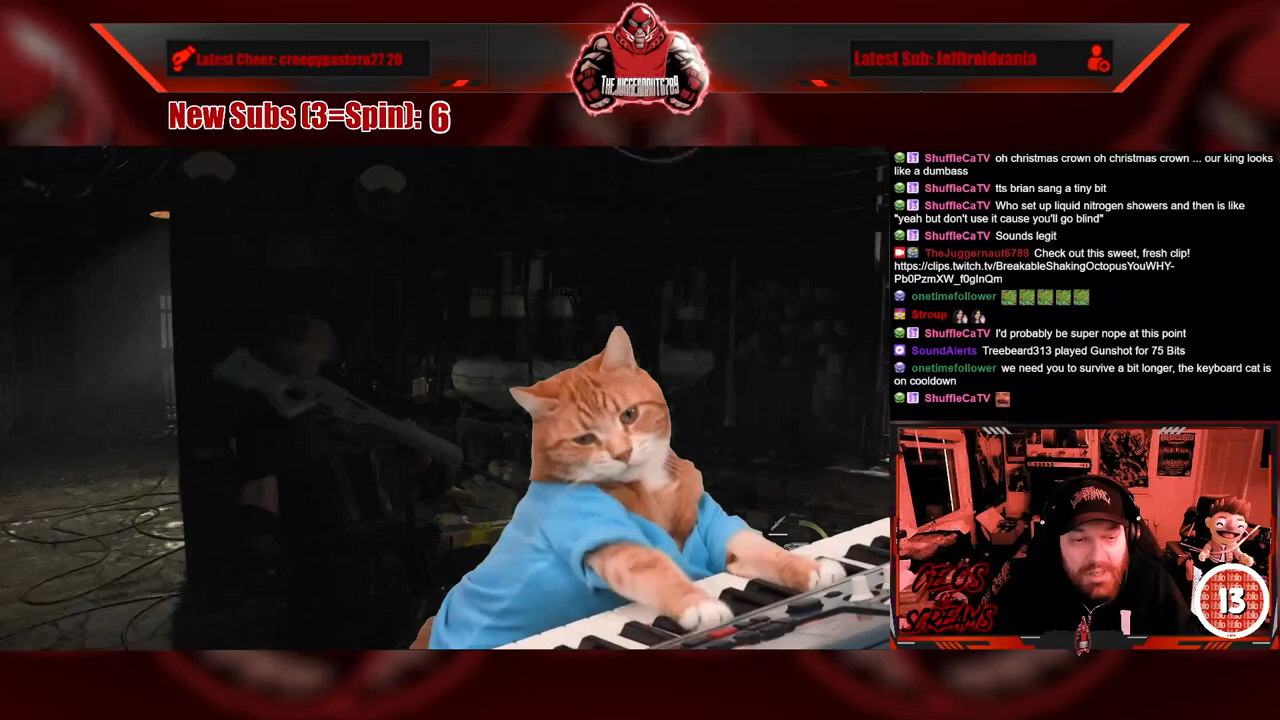 Latest Cheer: creepypastero27 20
THEJUGGERNAUT6789
Latest Sub: Jefftroidvania
New Subs (3=Spin): 6
ShuffleCaTV oh christmas crown oh christmas crown ... our king looks
like a dumbass
ShuffleCaTV tts brian sang a tiny bit
ShuffleCaTV Who set up liquid nitrogen showers and then is like
"yeah but don't use it cause you'll go blind"
ShuffleCaTV Sounds legit
TheJuggernaut6789 Check out this sweet, fresh clip!
https://clips.twitch.tv/BreakableShakingOctopusYouWHY-
Pb0PzmXW_f0gInQm
onetimefollower
Stroup
ShuffleCaTV I'd probably be super nope at this point
SoundAlerts Treebeard313 played Gunshot for 75 Bits
onetimefollower we need you to survive a bit longer, the keyboard cat is
on cooldown
ShuffleCaTV
GEOS
SCREAMS
13